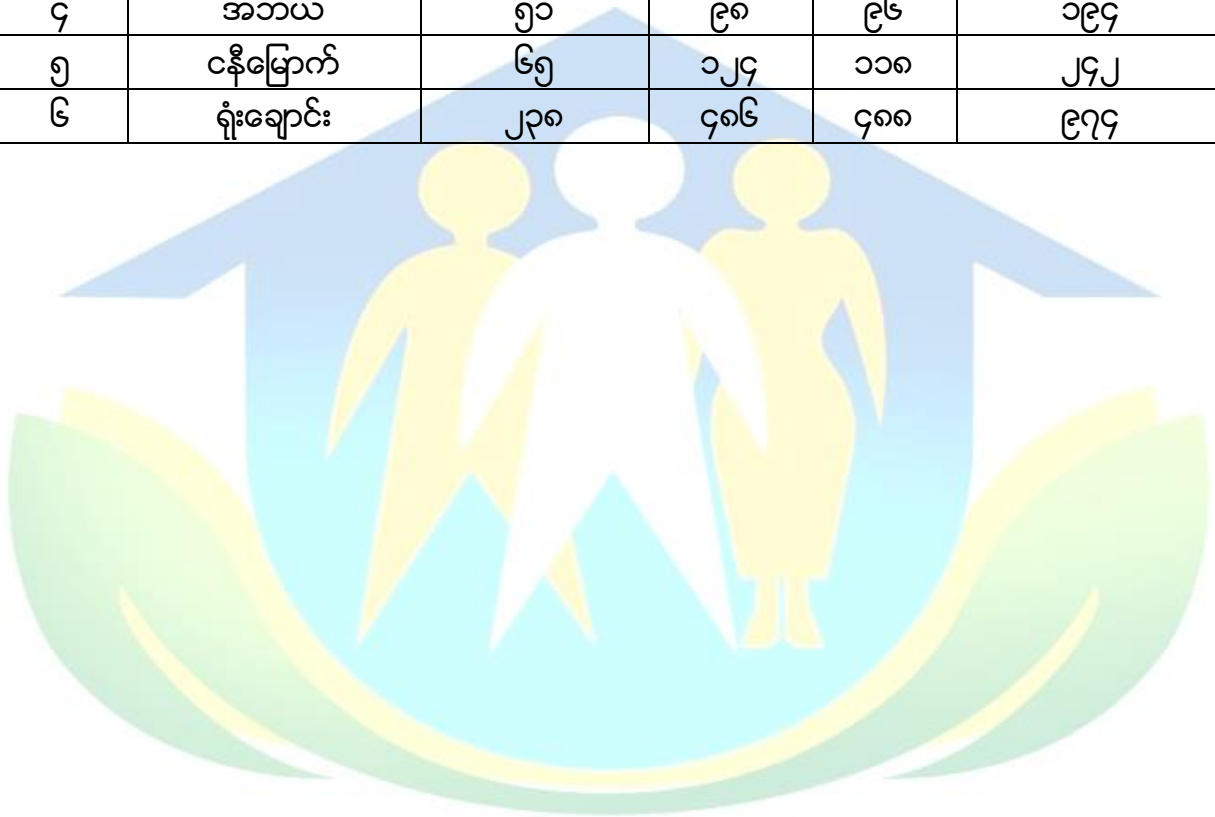 ၄ အဘယ ၅၁ ၉၈ ၉၆ ၁၉၄
၅ ငနီမြောက် ၆၅ ၁၂၄ ၁၁၈ ၂၄၂
၆ ရုံးချောင်း ၂၃၈ ၄၈၆ ၄၈၈ ၉၇၄